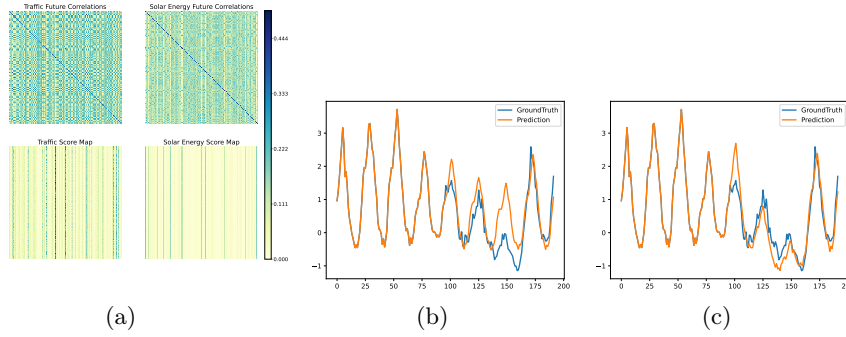 Traffic Future Correlations
Solar Energy Future Correlations
0.444
0.333
0.222
0.111
0.000
Traffic Score Map
Solar Energy Score Map
(a)
GroundTruth
Prediction
3
2
1
0
−1
0 25 50 75 100 125 150 175 200
(b)
GroundTruth
Prediction
3
2
1
0
−1
0 25 50 75 100 125 150 175
(c)